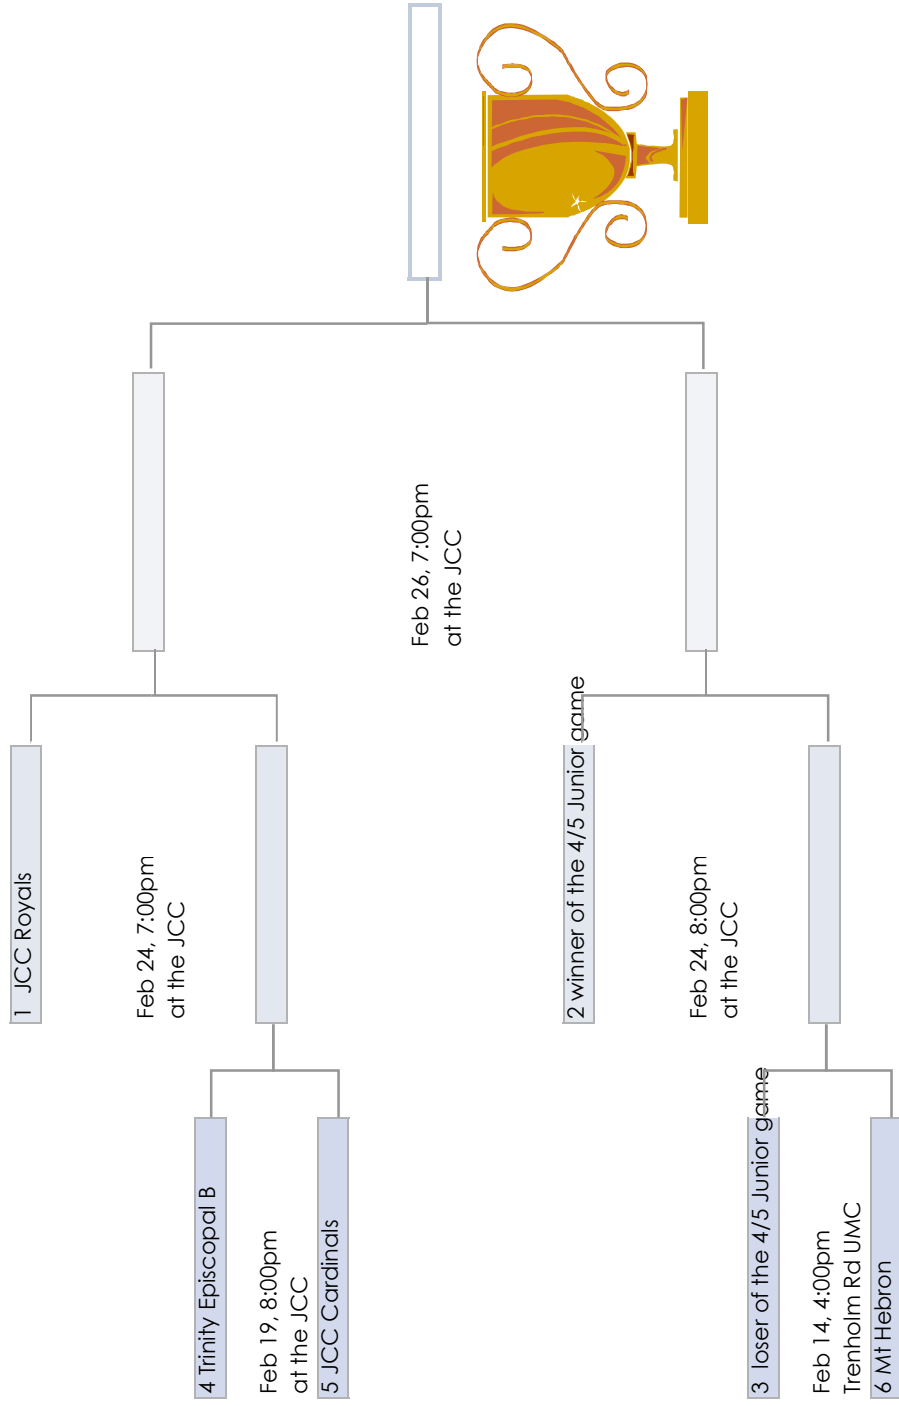 1  JCC Royals
Feb 24, 7:00pm
at the JCC
4 Trinity Episcopal B
Feb 19, 8:00pm
at the JCC
5 JCC Cardinals
Feb 26, 7:00pm
at the JCC
2 winner of the 4/5 Junior game
Feb 24, 8:00pm
at the JCC
3  loser of the 4/5 Junior game
Feb 14, 4:00pm
Trenholm Rd UMC
6 Mt Hebron